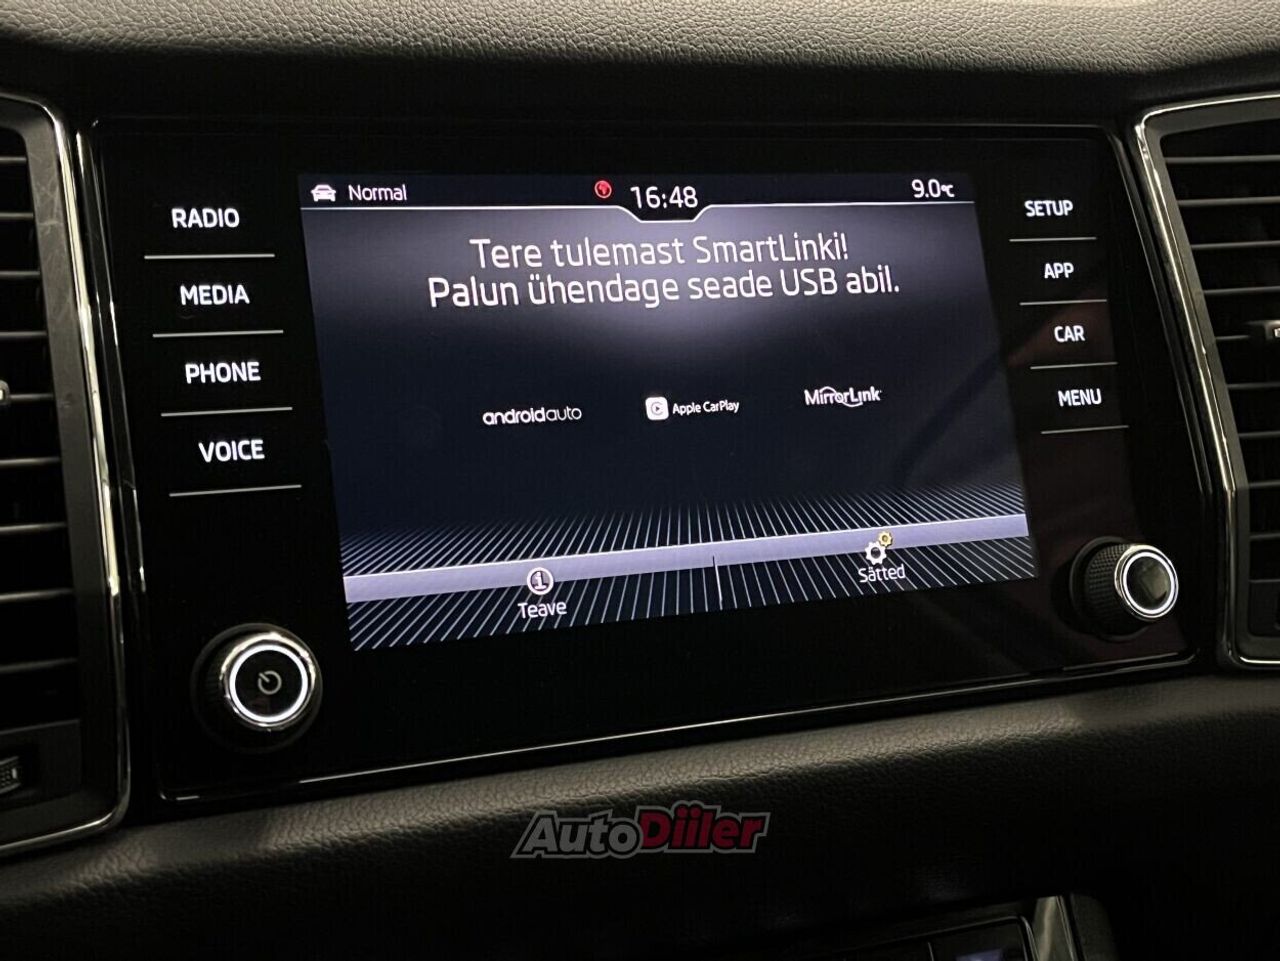 RADIO
MEDIA
PHONE
VOICE
Normal
16:48
9.0°C
Tere tulemast SmartLinki!
Palun ühendage seade USB abil.
androidauto
Apple CarPlay
MirrorLink
Teave
Sätted
SETUP
APP
CAR
MENU
AutoDiiler